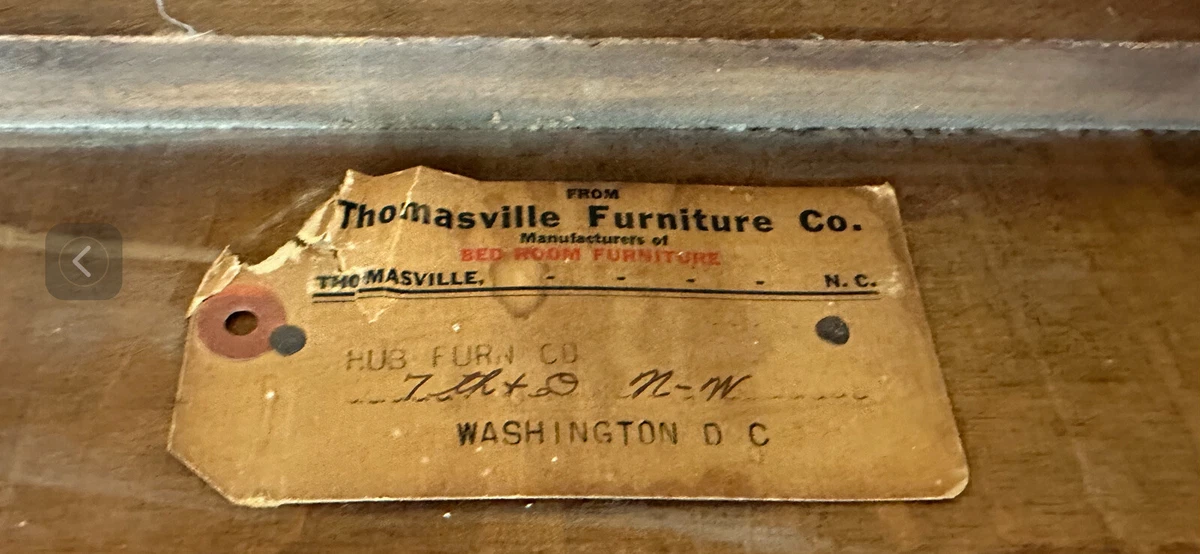 FROM
Thomasville Furniture Co.
Manufacturers of
BED ROOM FURNITURE
THOMASVILLE, - - - - N. C.
HUB FURN CO
7th + D N-W
WASHINGTON D C